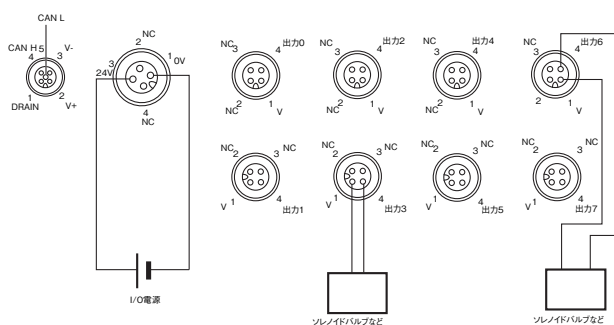 CAN L
CAN H 5
4 3 V-
1 2
DRAIN V+
NC
2
3 1 0V
24V
4
NC
I/O電源
NC 3 4 出力0
NC 2 1 V
NC 3 4 出力2
NC 2 1 V
NC 3 4 出力4
NC 2 1 V
NC 3 4 出力6
2 1 V
NC 2 3 NC
V 1 4 出力1
NC 2 3 NC
V 1 4 出力3
NC 2 3 NC
V 1 4 出力5
NC 2 3 NC
V 1 4 出力7
ソレノイドバルブなど
ソレノイドバルブなど